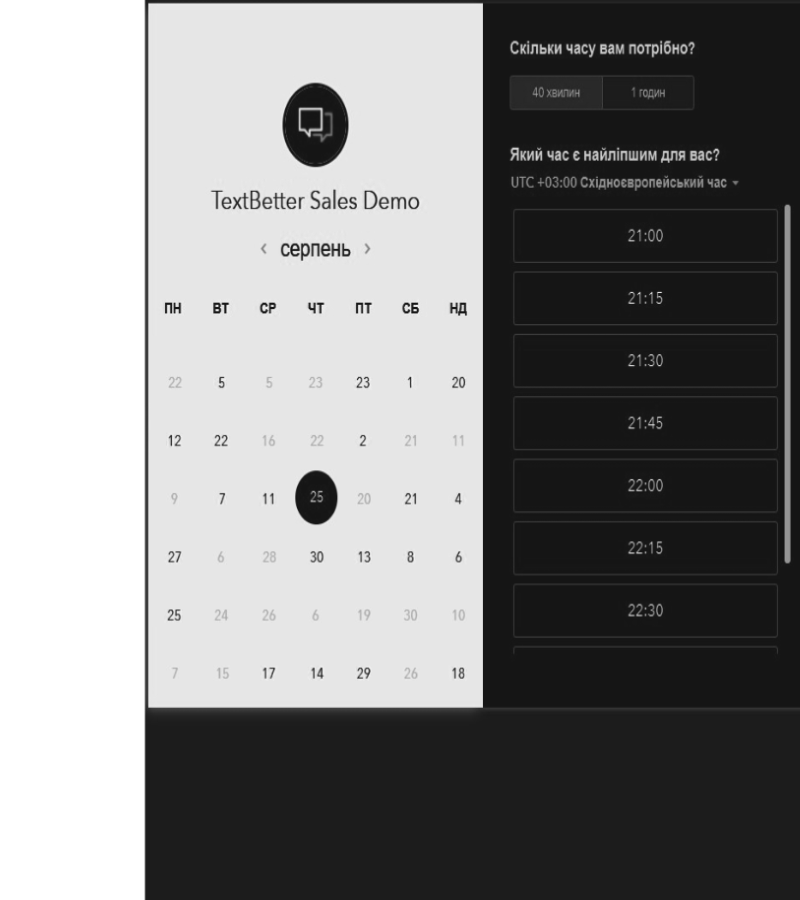 TextBetter Sales Demo
‹ серпень ›
ПН ВТ СР ЧТ ПТ СБ НД
22 5 5 23 23 1 20
12 22 16 22 2 21 11
9 7 11 25 20 21 4
27 6 28 30 13 8 6
25 24 26 6 19 30 10
7 15 17 14 29 26 18
Скільки часу вам потрібно?
40 хвилин 1 годин
Який час є найліпшим для вас?
UTC +03:00 Східноєвропейський час
21:00
21:15
21:30
21:45
22:00
22:15
22:30